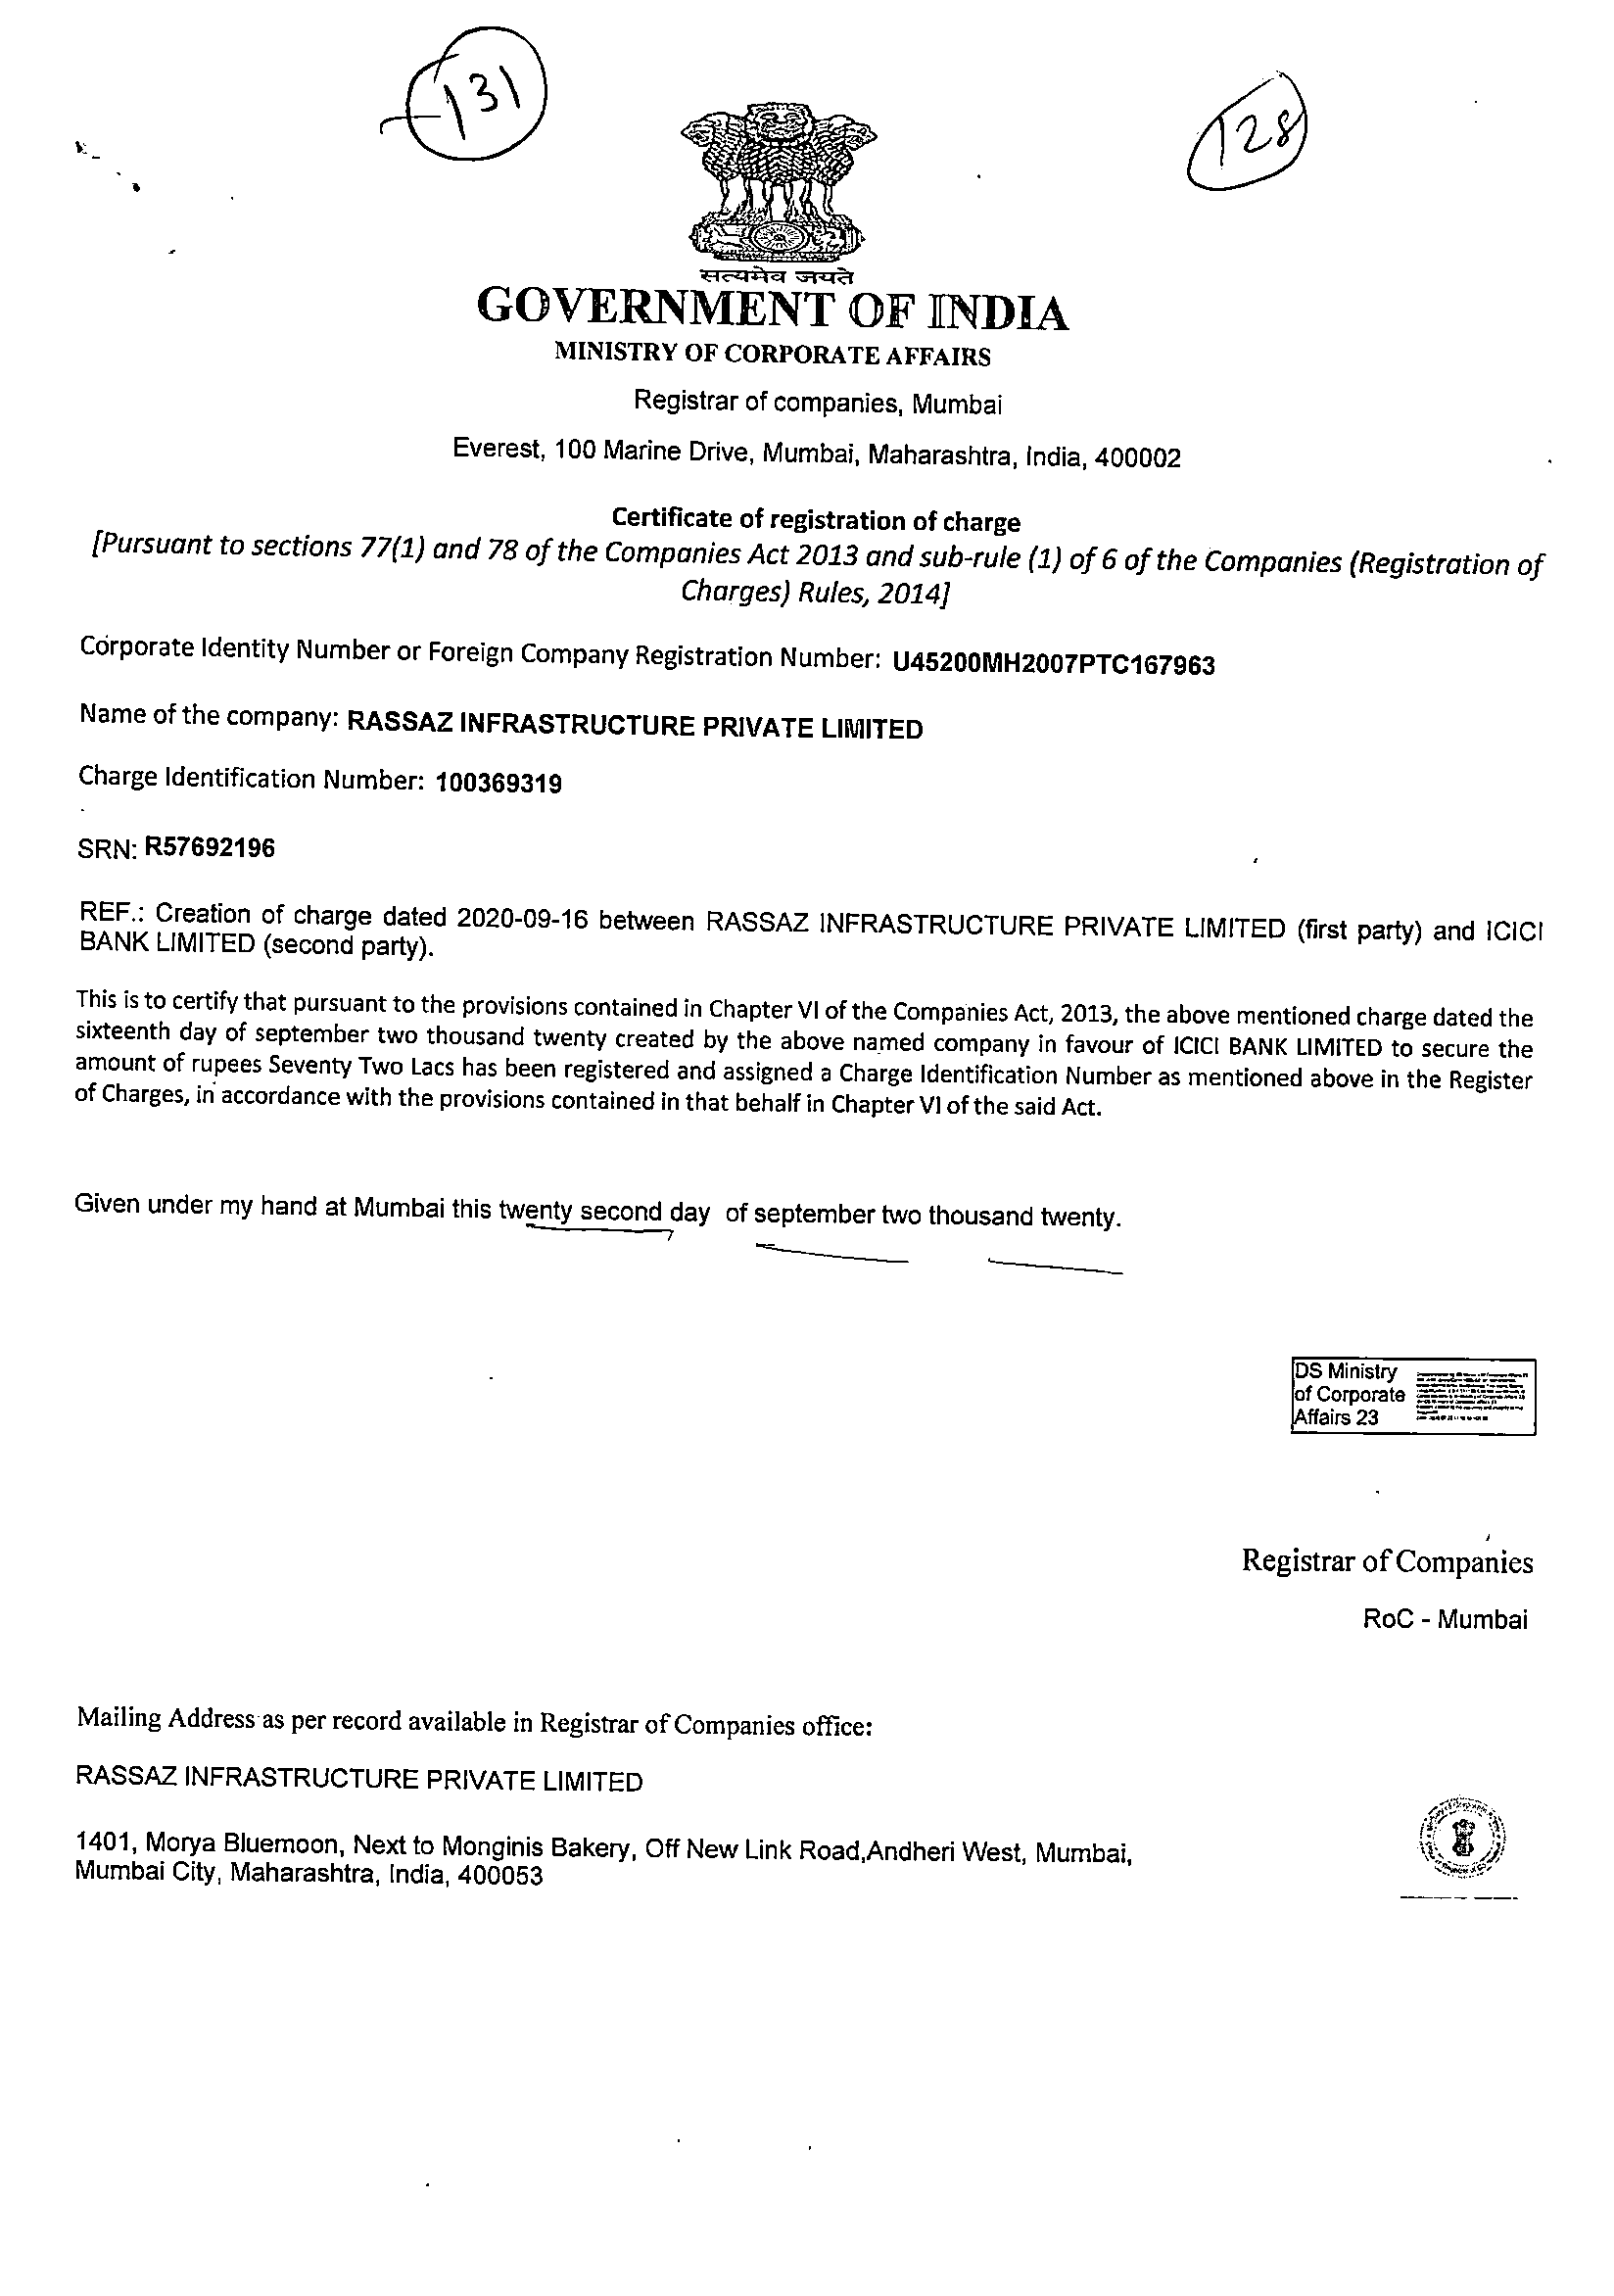 131
128
सत्यमेव जयते
GOVERNMENT OF INDIA
MINISTRY OF CORPORATE AFFAIRS
Registrar of companies, Mumbai
Everest, 100 Marine Drive, Mumbai, Maharashtra, India, 400002
Certificate of registration of charge
[Pursuant to sections 77(1) and 78 of the Companies Act 2013 and sub-rule (1) of 6 of the Companies (Registration of
Charges) Rules, 2014]
Corporate Identity Number or Foreign Company Registration Number: U45200MH2007PTC167963
Name of the company: RASSAZ INFRASTRUCTURE PRIVATE LIMITED
Charge Identification Number: 100369319
SRN: R57692196
REF.: Creation of charge dated 2020-09-16 between RASSAZ INFRASTRUCTURE PRIVATE LIMITED (first party) and ICICI
BANK LIMITED (second party).
This is to certify that pursuant to the provisions contained in Chapter VI of the Companies Act, 2013, the above mentioned charge dated the
sixteenth day of september two thousand twenty created by the above named company in favour of ICICI BANK LIMITED to secure the
amount of rupees Seventy Two Lacs has been registered and assigned a Charge Identification Number as mentioned above in the Register
of Charges, in accordance with the provisions contained in that behalf in Chapter VI of the said Act.
Given under my hand at Mumbai this twenty second day of september two thousand twenty.
DS Ministry
of Corporate
Affairs 23
Registrar of Companies
RoC - Mumbai
Mailing Address as per record available in Registrar of Companies office:
RASSAZ INFRASTRUCTURE PRIVATE LIMITED
1401, Morya Bluemoon, Next to Monginis Bakery, Off New Link Road,Andheri West, Mumbai,
Mumbai City, Maharashtra, India, 400053